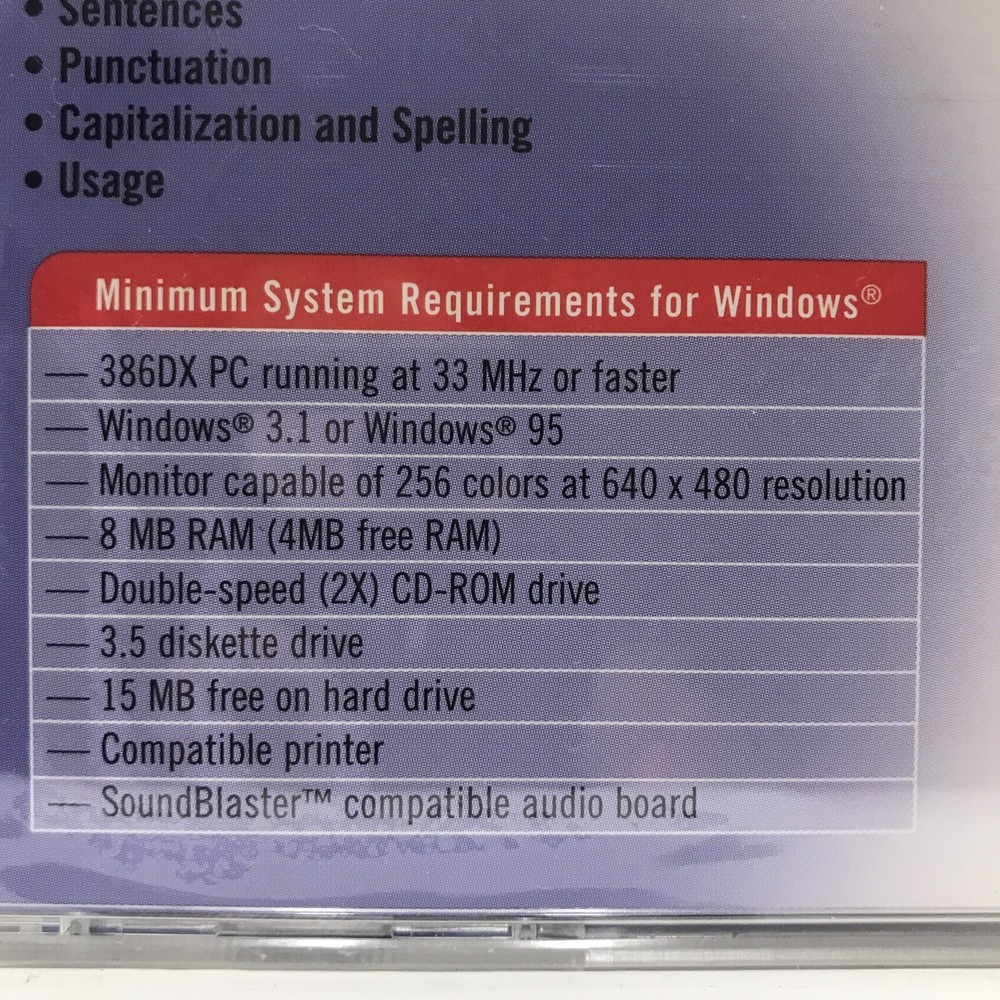 • Sentences
• Punctuation
• Capitalization and Spelling
• Usage
Minimum System Requirements for Windows®
— 386DX PC running at 33 MHz or faster
— Windows® 3.1 or Windows® 95
— Monitor capable of 256 colors at 640 x 480 resolution
— 8 MB RAM (4MB free RAM)
— Double-speed (2X) CD-ROM drive
— 3.5 diskette drive
— 15 MB free on hard drive
— Compatible printer
— SoundBlaster™ compatible audio board